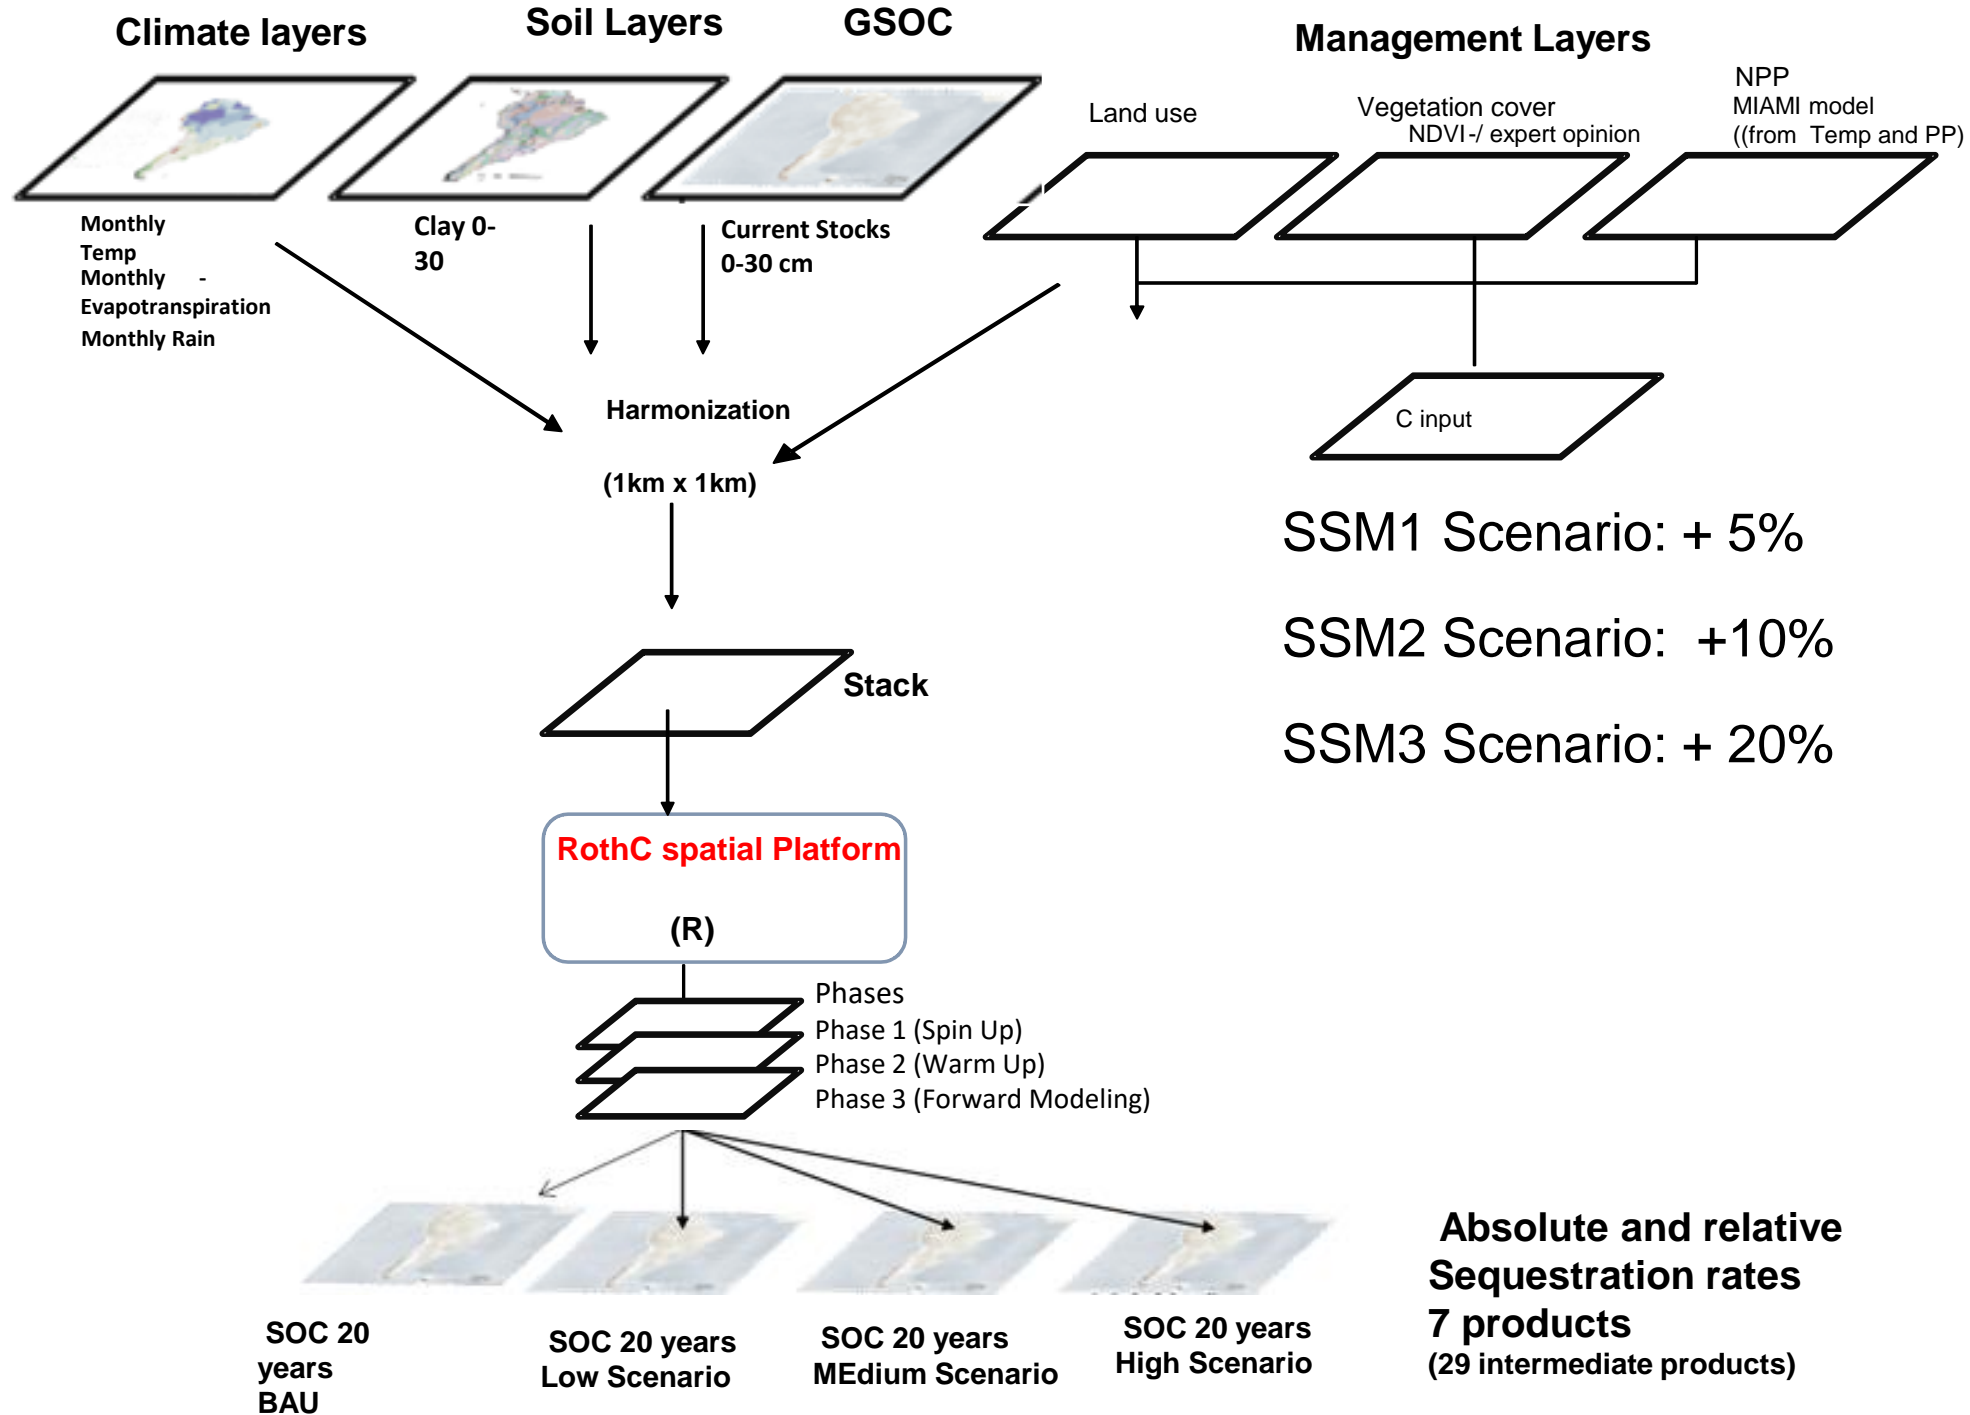 Climate layers
Soil Layers
GSOC
Management Layers
Land use
Vegetation cover
NDVI-/ expert opinion
NPP
MIAMI model
((from Temp and PP)
Monthly
Temp
Monthly -
Evapotranspiration
Monthly Rain
Clay 0-
30
Current Stocks
0-30 cm
Harmonization
(1km x 1km)
C input
SSM1 Scenario: + 5%
SSM2 Scenario: +10%
SSM3 Scenario: + 20%
Stack
RothC spatial Platform
(R)
Phases
Phase 1 (Spin Up)
Phase 2 (Warm Up)
Phase 3 (Forward Modeling)
SOC 20
years
BAU
SOC 20 years
Low Scenario
SOC 20 years
MEdium Scenario
SOC 20 years
High Scenario
Absolute and relative
Sequestration rates
7 products
(29 intermediate products)